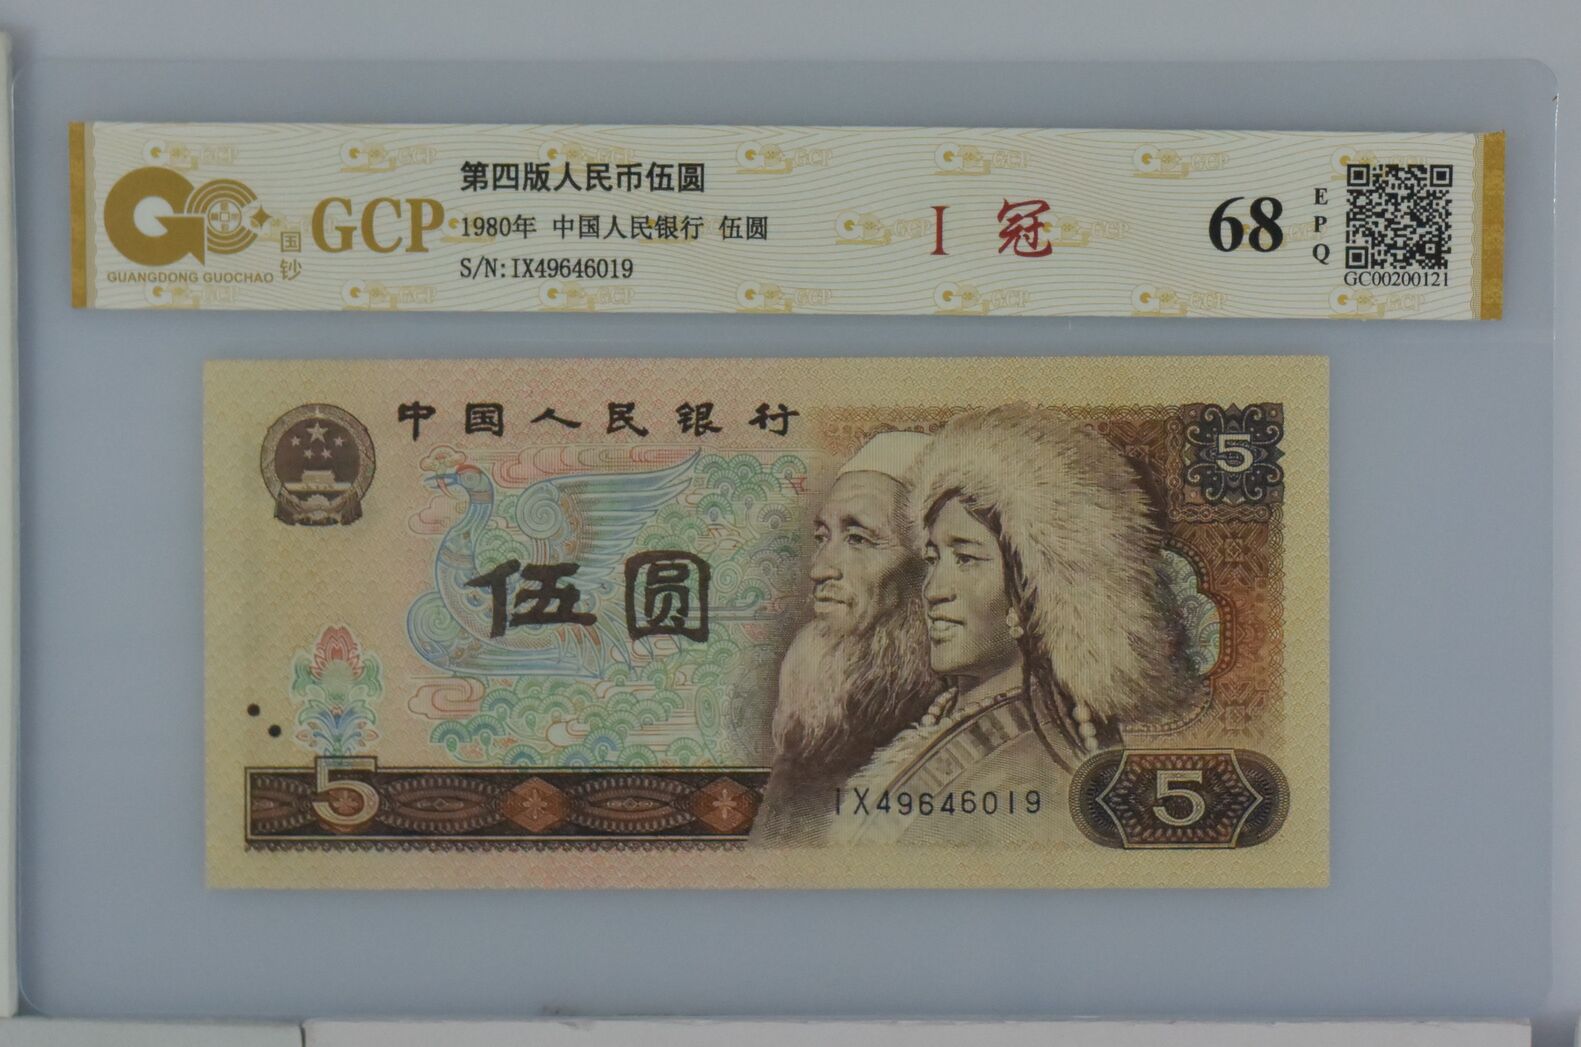 GCP
国钞
GUANGDONG GUOCHAO
第四版人民币伍圆
1980年 中国人民银行 伍圆
S/N:IX49646019
I 冠
68
EPQ
GC00200121
中国人民银行
5
伍圆
5
IX49646019
5